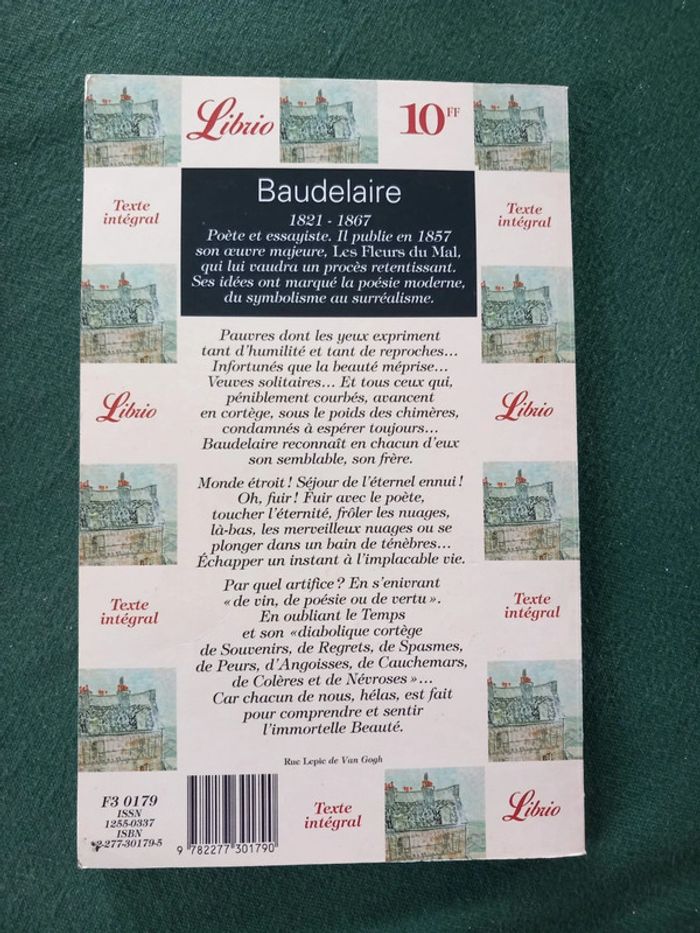 Librio
10FF
Texte
intégral
Texte
intégral
Baudelaire
1821 - 1867
Poète et essayiste. Il publie en 1857
son œuvre majeure, Les Fleurs du Mal,
qui lui vaudra un procès retentissant.
Ses idées ont marqué la poésie moderne,
du symbolisme au surréalisme.
Pauvres dont les yeux expriment
tant d'humilité et tant de reproches...
Infortunés que la beauté méprise...
Veuves solitaires... Et tous ceux qui,
péniblement courbés, avancent
en cortège, sous le poids des chimères,
condamnés à espérer toujours...
Baudelaire reconnaît en chacun d'eux
son semblable, son frère.
Librio
Librio
Monde étroit ! Séjour de l'éternel ennui !
Oh, fuir ! Fuir avec le poète,
toucher l'éternité, frôler les nuages,
là-bas, les merveilleux nuages ou se
plonger dans un bain de ténèbres...
Échapper un instant à l'implacable vie.
Par quel artifice ? En s'enivrant
« de vin, de poésie ou de vertu ».
En oubliant le Temps
et son «diabolique cortège
de Souvenirs, de Regrets, de Spasmes,
de Peurs, d'Angoisses, de Cauchemars,
de Colères et de Névroses»...
Car chacun de nous, hélas, est fait
pour comprendre et sentir
l'immortelle Beauté.
Texte
intégral
Texte
intégral
Rue Lepic de Van Gogh
F3 0179
ISSN
1255-0337
ISBN
2-277-30179-5
9 782277 301790
Texte
intégral
Librio